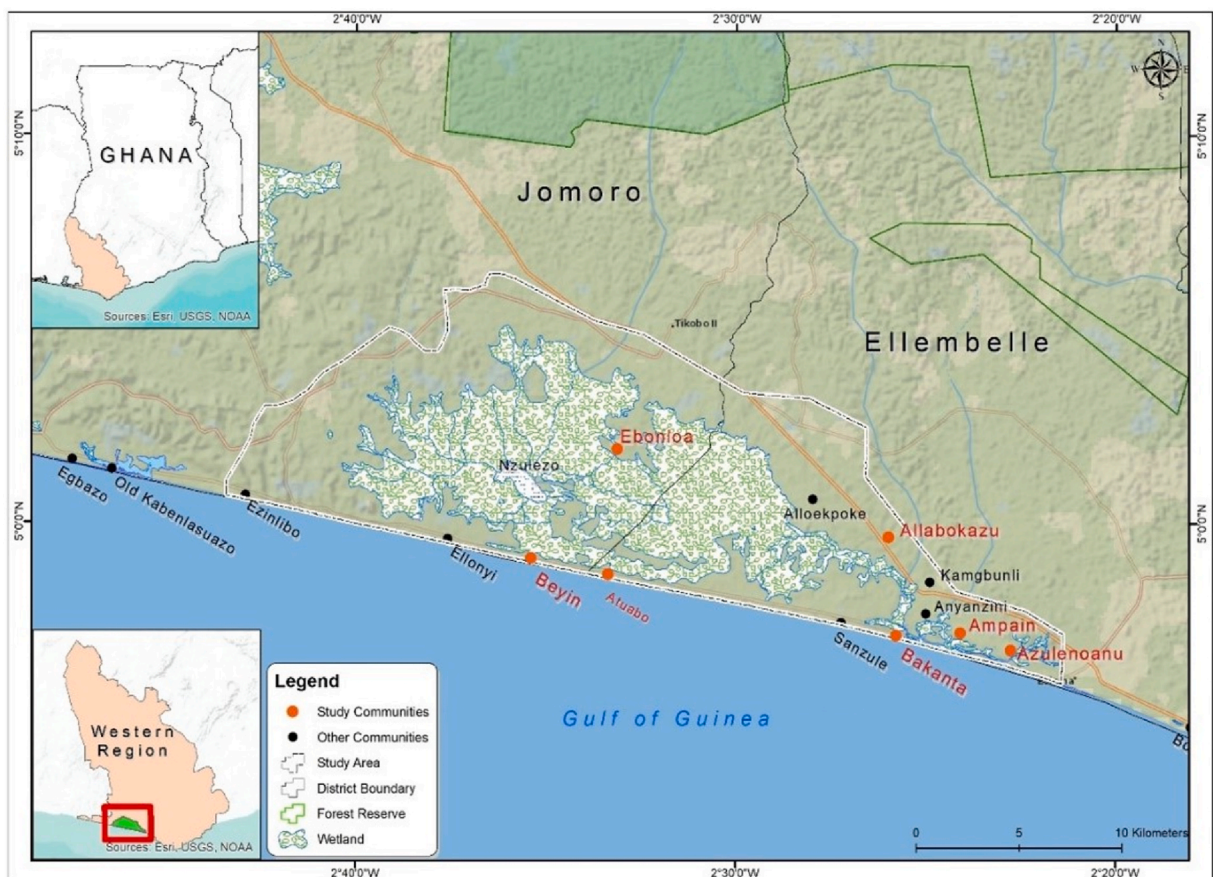 2°40'0"W
2°30'0"W
2°20'0"W
N
W
E
S
5°10'0"N
5°10'0"N
GHANA
Sources: Esri, USGS, NOAA
Jomoro
Ellembelle
Tikobo II
Ebonloa
Nzulezo
Egbazo
Old Kabenlasuazo
Ezinlibo
Ellonyi
Beyin
Atuabo
Alloekpoke
Allabokazu
5°0'0"N
5°0'0"N
Kamgbunli
Anyanzini
Ampain
Azulenoanu
Sanzule
Bakanta
Gulf of Guinea
Western
Region
Sources: Esri, USGS, NOAA
Legend
Study Communities
Other Communities
Study Area
District Boundary
Forest Reserve
Wetland
0 5 10 Kilometers
2°40'0"W
2°30'0"W
2°20'0"W